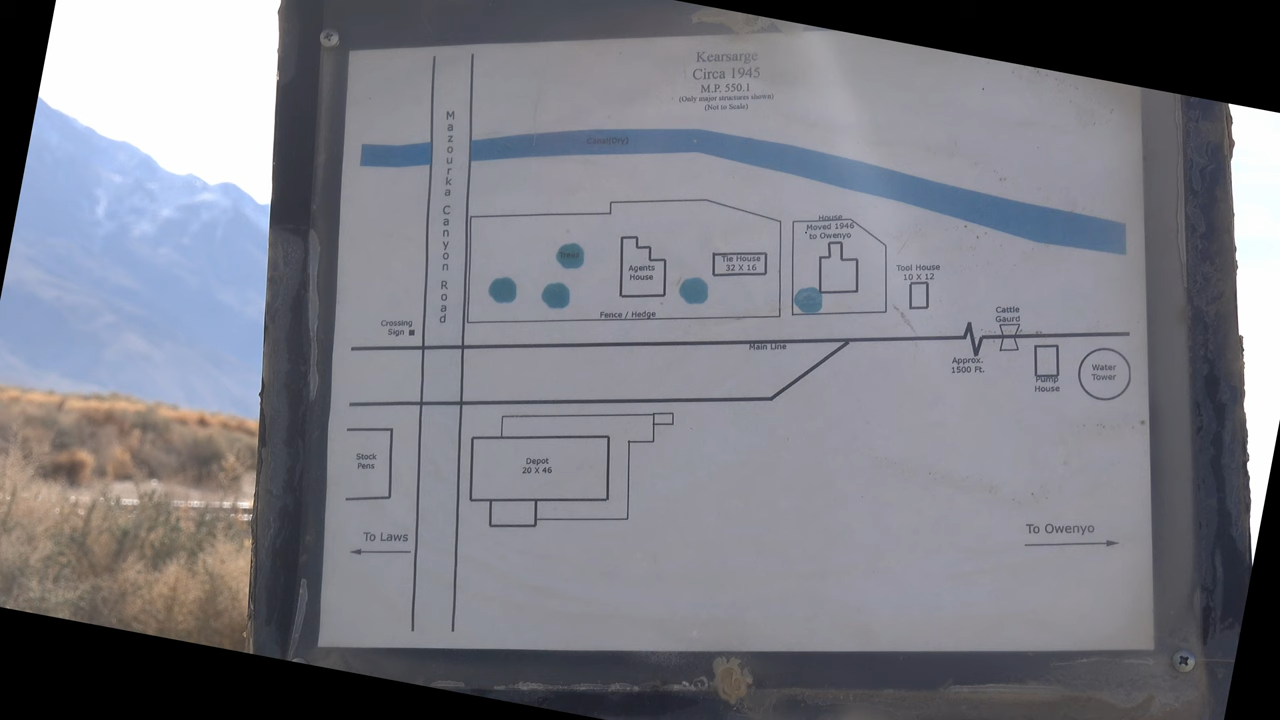 Kearsarge
Circa 1945
M.P. 550.1
(Only major structures shown)
(Not to Scale)
Mazourka Canyon Road
Canal(Dry)
House
Moved 1946
to Owenyo
Trees
Agents
House
Tie House
32 X 16
Tool House
10 X 12
Fence / Hedge
Crossing
Sign
Cattle
Gaurd
Main Line
Approx.
1500 Ft.
Pump
House
Water
Tower
Stock
Pens
Depot
20 X 46
To Laws
To Owenyo